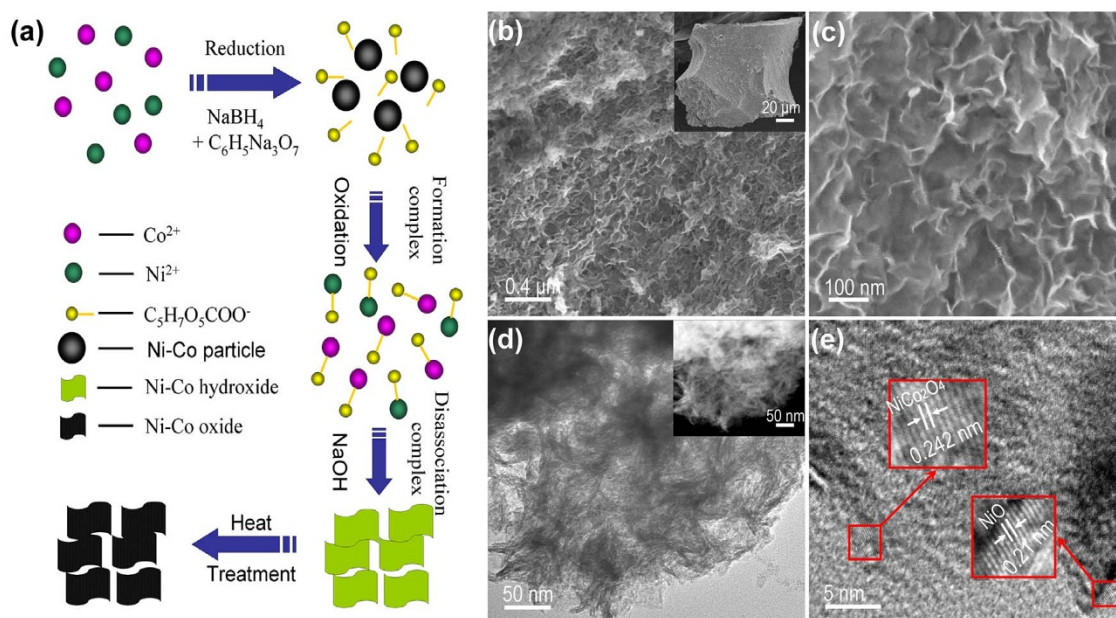 (a)
Reduction
NaBH₄
+ C₆H₅Na₃O₇
Oxidation
Formation
complex
Co²⁺
Ni²⁺
C₅H₇O₅COO⁻
Ni-Co particle
Ni-Co hydroxide
Ni-Co oxide
NaOH
Disassociation
complex
Heat
Treatment
(b)
20 μm
0.4 μm
(c)
100 nm
(d)
50 nm
50 nm
(e)
NiCo₂O₄
0.242 nm
NiO
0.211 nm
5 nm